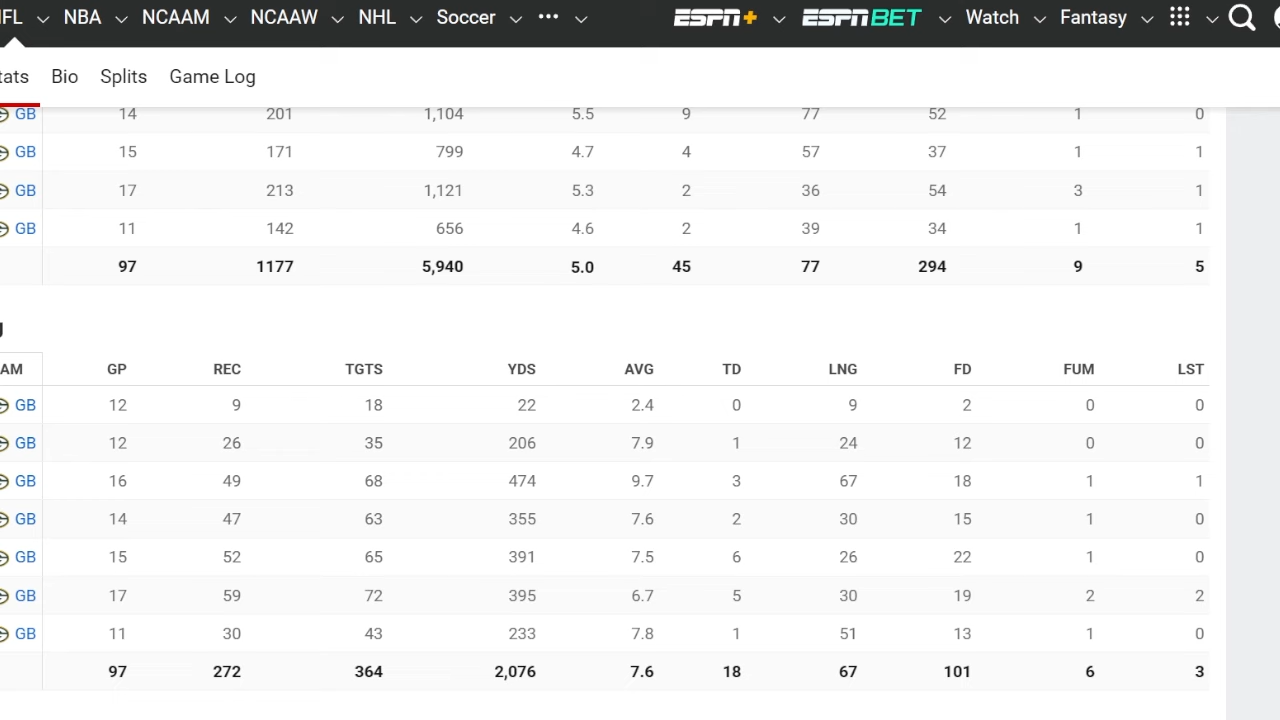 IFL NBA NCAAM NCAAW NHL Soccer ••• ESPN+ ESPN BET Watch Fantasy
tats Bio Splits Game Log
GB 14 201 1,104 5.5 9 77 52 1 0
GB 15 171 799 4.7 4 57 37 1 1
GB 17 213 1,121 5.3 2 36 54 3 1
GB 11 142 656 4.6 2 39 34 1 1
97 1177 5,940 5.0 45 77 294 9 5
g
AM GP REC TGTS YDS AVG TD LNG FD FUM LST
GB 12 9 18 22 2.4 0 9 2 0 0
GB 12 26 35 206 7.9 1 24 12 0 0
GB 16 49 68 474 9.7 3 67 18 1 1
GB 14 47 63 355 7.6 2 30 15 1 0
GB 15 52 65 391 7.5 6 26 22 1 0
GB 17 59 72 395 6.7 5 30 19 2 2
GB 11 30 43 233 7.8 1 51 13 1 0
97 272 364 2,076 7.6 18 67 101 6 3